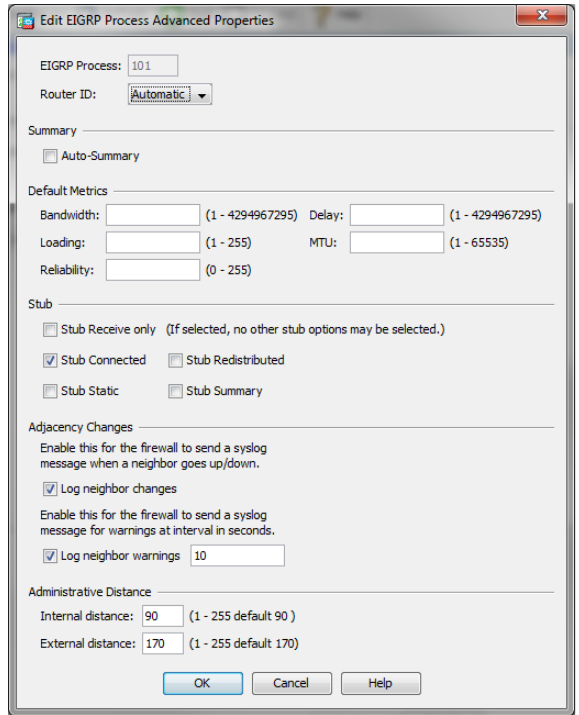 Edit EIGRP Process Advanced Properties
EIGRP Process: 101
Router ID: Automatic
Summary
Auto-Summary
Default Metrics
Bandwidth: (1 - 4294967295) Delay: (1 - 4294967295)
Loading: (1 - 255) MTU: (1 - 65535)
Reliability: (0 - 255)
Stub
Stub Receive only (If selected, no other stub options may be selected.)
Stub Connected Stub Redistributed
Stub Static Stub Summary
Adjacency Changes
Enable this for the firewall to send a syslog
message when a neighbor goes up/down.
Log neighbor changes
Enable this for the firewall to send a syslog
message for warnings at interval in seconds.
Log neighbor warnings 10
Administrative Distance
Internal distance: 90 (1 - 255 default 90 )
External distance: 170 (1 - 255 default 170)
OK Cancel Help